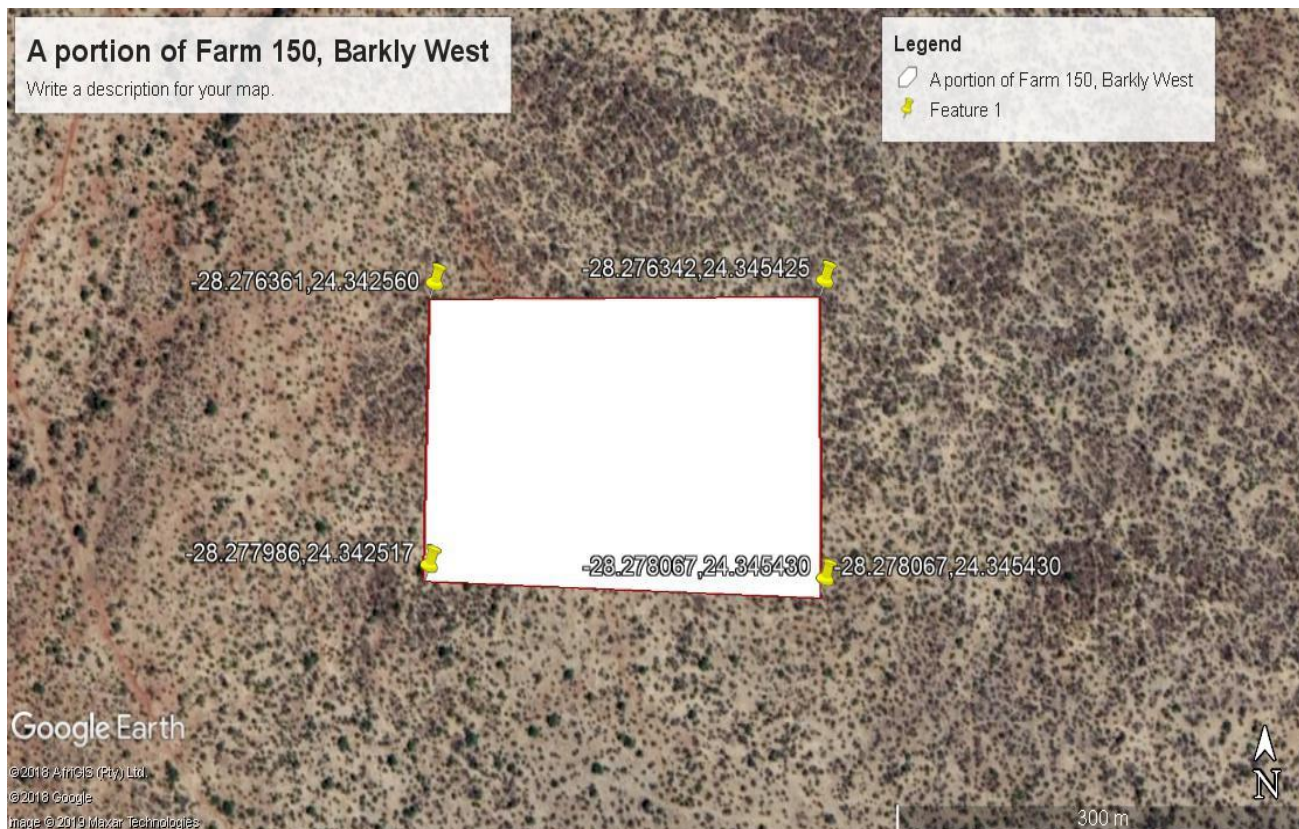 A portion of Farm 150, Barkly West
Write a description for your map.
Legend
A portion of Farm 150, Barkly West
Feature 1
-28.276361,24.342560
-28.276342,24.345425
-28.277986,24.342517
-28.278067,24.345430
-28.278067,24.345430
Google Earth
©2018 AfriGIS (Pty) Ltd.
©2018 Google
Image ©2019 Maxar Technologies
N
300 m